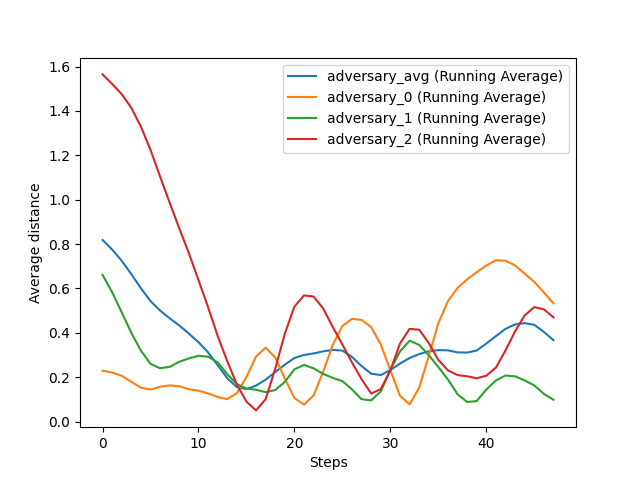 adversary_avg (Running Average)
adversary_0 (Running Average)
adversary_1 (Running Average)
adversary_2 (Running Average)
Average distance
1.6
1.4
1.2
1.0
0.8
0.6
0.4
0.2
0.0
0 10 20 30 40
Steps